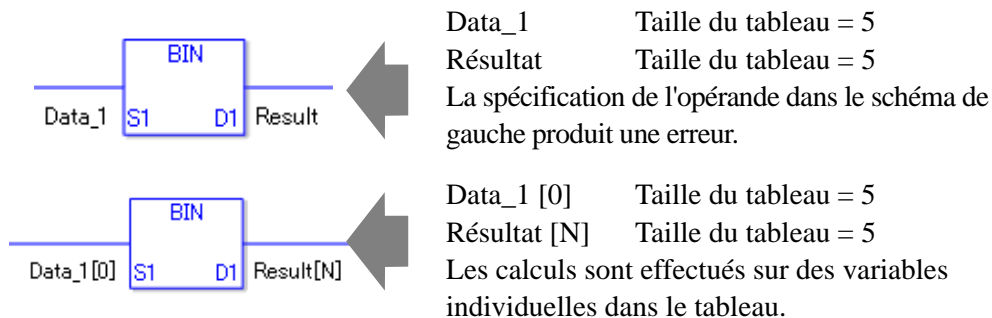 BIN
Data_1 S1 D1 Result
Data_1 Taille du tableau = 5
Résultat Taille du tableau = 5
La spécification de l'opérande dans le schéma de
gauche produit une erreur.
BIN
Data_1[0] S1 D1 Result[N]
Data_1 [0] Taille du tableau = 5
Résultat [N] Taille du tableau = 5
Les calculs sont effectués sur des variables
individuelles dans le tableau.